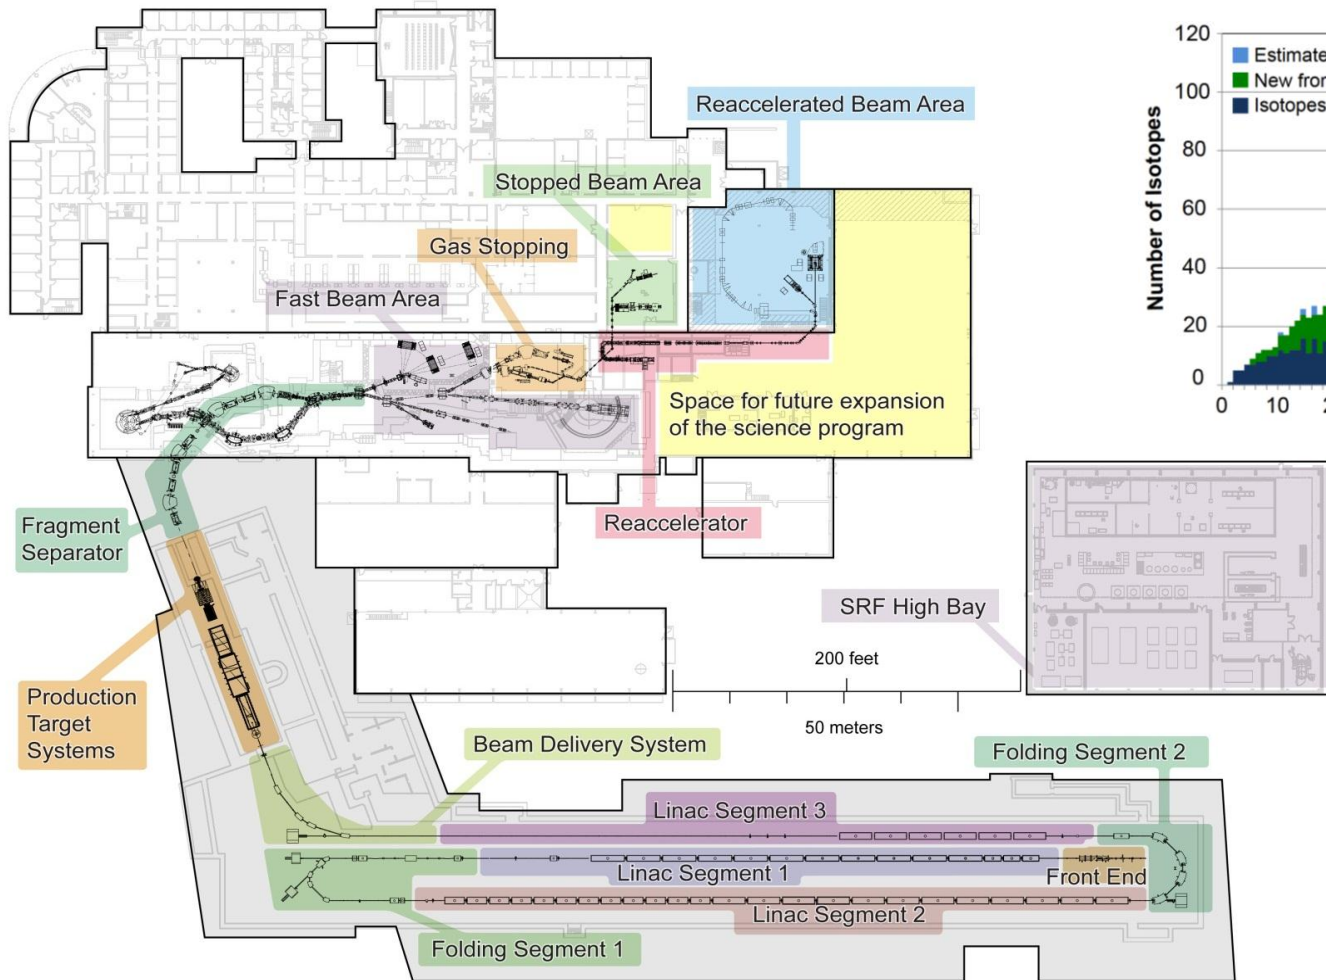 Reaccelerated Beam Area
Stopped Beam Area
Gas Stopping
Fast Beam Area
Space for future expansion
of the science program
Fragment
Separator
Reaccelerator
SRF High Bay
Production
Target
Systems
200 feet
50 meters
Beam Delivery System
Folding Segment 2
Linac Segment 3
Linac Segment 1
Front End
Linac Segment 2
Folding Segment 1
120
100
80
60
40
20
0
Number of Isotopes
Estimate
New fron
Isotopes
0
10
2